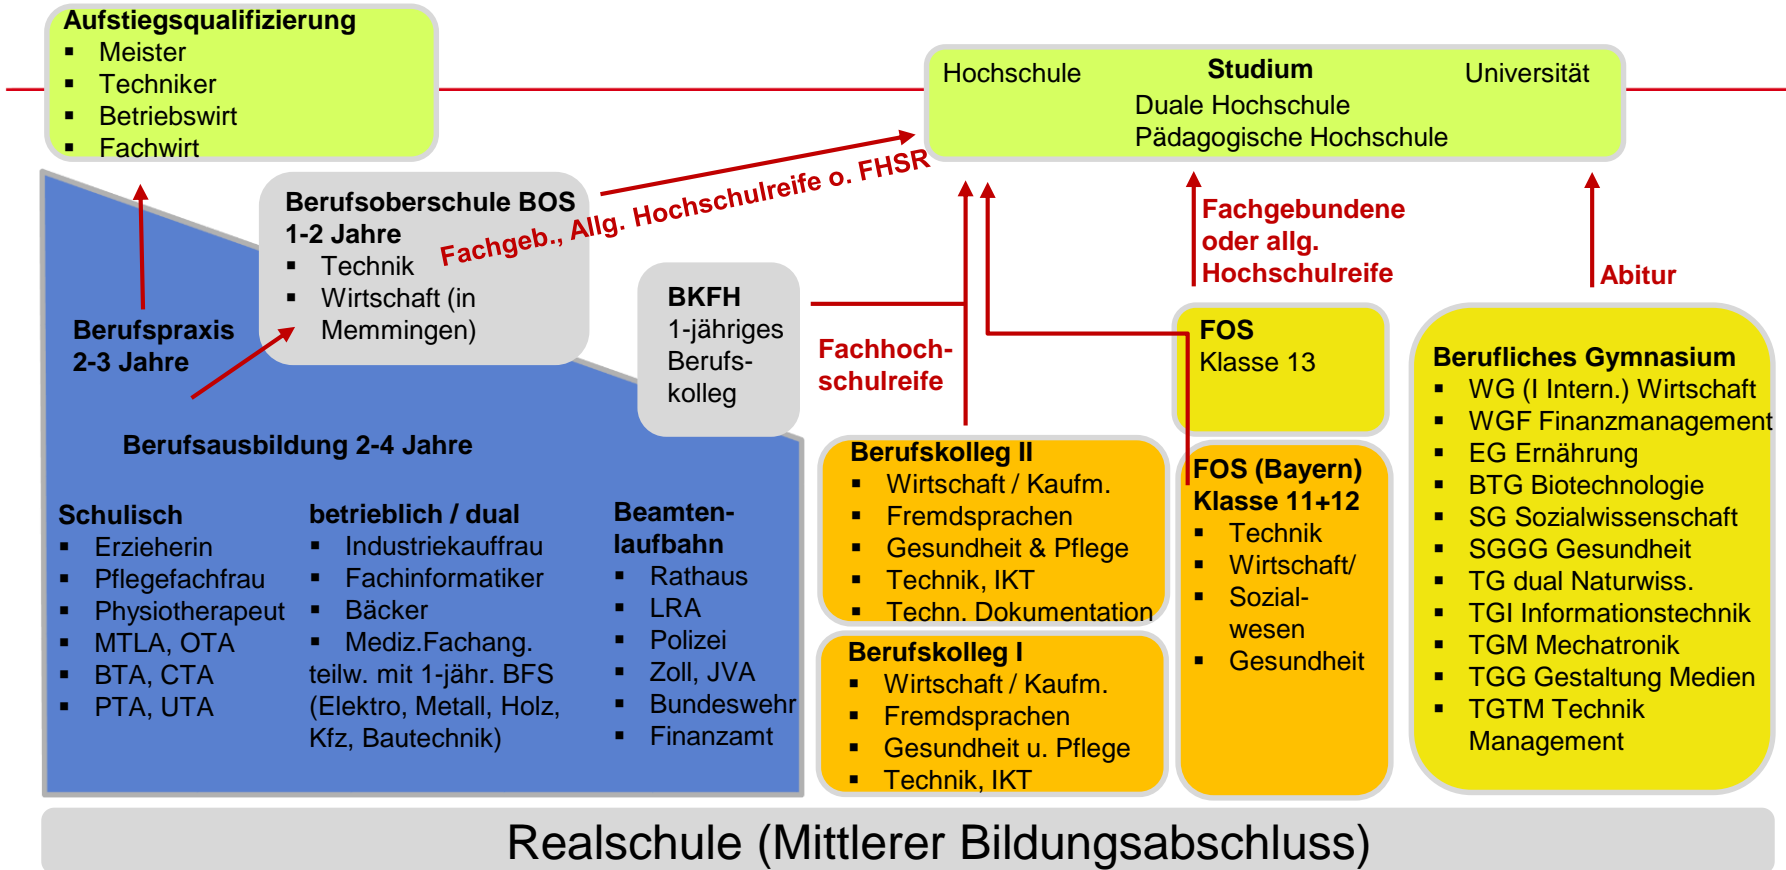 Aufstiegsqualifizierung
▪ Meister
▪ Techniker
▪ Betriebswirt
▪ Fachwirt
Hochschule Studium Universität
Duale Hochschule
Pädagogische Hochschule
Berufsoberschule BOS
1-2 Jahre
▪ Technik
▪ Wirtschaft (in
Memmingen)
Fachgeb., Allg. Hochschulreife o. FHSR
Berufspraxis
2-3 Jahre
BKFH
1-jähriges
Berufs-
kolleg
Fachhoch-
schulreife
Fachgebundene
oder allg.
Hochschulreife
Abitur
FOS
Klasse 13
Berufsausbildung 2-4 Jahre
Schulisch
▪ Erzieherin
▪ Pflegefachfrau
▪ Physiotherapeut
▪ MTLA, OTA
▪ BTA, CTA
▪ PTA, UTA
betrieblich / dual
▪ Industriekauffrau
▪ Fachinformatiker
▪ Bäcker
▪ Mediz.Fachang.
teilw. mit 1-jähr. BFS
(Elektro, Metall, Holz,
Kfz, Bautechnik)
Beamten-
laufbahn
▪ Rathaus
▪ LRA
▪ Polizei
▪ Zoll, JVA
▪ Bundeswehr
▪ Finanzamt
Berufskolleg II
▪ Wirtschaft / Kaufm.
▪ Fremdsprachen
▪ Gesundheit & Pflege
▪ Technik, IKT
▪ Techn. Dokumentation
Berufskolleg I
▪ Wirtschaft / Kaufm.
▪ Fremdsprachen
▪ Gesundheit u. Pflege
▪ Technik, IKT
FOS (Bayern)
Klasse 11+12
▪ Technik
▪ Wirtschaft/
▪ Sozial-
wesen
▪ Gesundheit
Berufliches Gymnasium
▪ WG (I Intern.) Wirtschaft
▪ WGF Finanzmanagement
▪ EG Ernährung
▪ BTG Biotechnologie
▪ SG Sozialwissenschaft
▪ SGGG Gesundheit
▪ TG dual Naturwiss.
▪ TGI Informationstechnik
▪ TGM Mechatronik
▪ TGG Gestaltung Medien
▪ TGTM Technik
Management
Realschule (Mittlerer Bildungsabschluss)